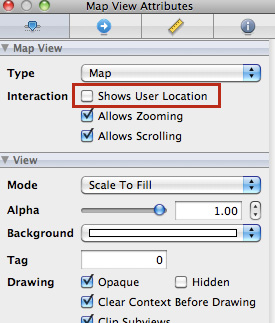 Map View Attributes
Map View
Type Map
Interaction Shows User Location
Allows Zooming
Allows Scrolling
View
Mode Scale To Fill
Alpha 1.00
Background
Tag 0
Drawing Opaque Hidden
Clear Context Before Drawing
Clip Subviews